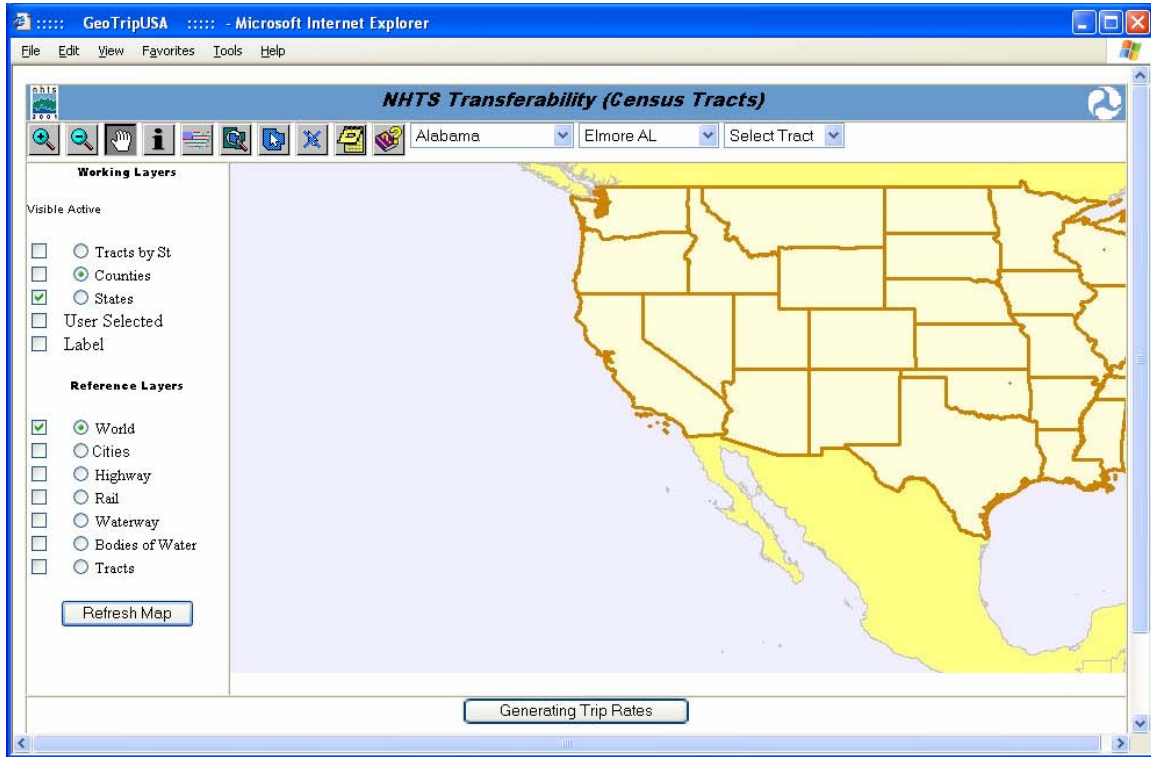 ::::: GeoTripUSA ::::: - Microsoft Internet Explorer
File Edit View Favorites Tools Help
nhts
2001
NHTS Transferability (Census Tracts)
Alabama Elmore AL Select Tract
Working Layers
Visible Active
Tracts by St
Counties
States
User Selected
Label
Reference Layers
World
Cities
Highway
Rail
Waterway
Bodies of Water
Tracts
Refresh Map
Generating Trip Rates